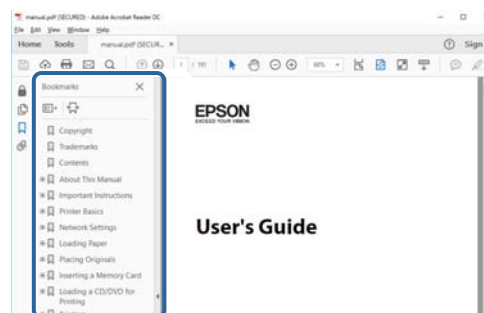 manual.pdf (SECURED) - Adobe Acrobat Reader DC
File Edit View Window Help
Home Tools manual.pdf (SECUR... × Sign
1
Bookmarks
EPSON
EXCEED YOUR VISION
Copyright
Trademarks
Contents
About This Manual
Important Instructions
Printer Basics
User's Guide
Network Settings
Loading Paper
Placing Originals
Inserting a Memory Card
Loading a CD/DVD for
Printing